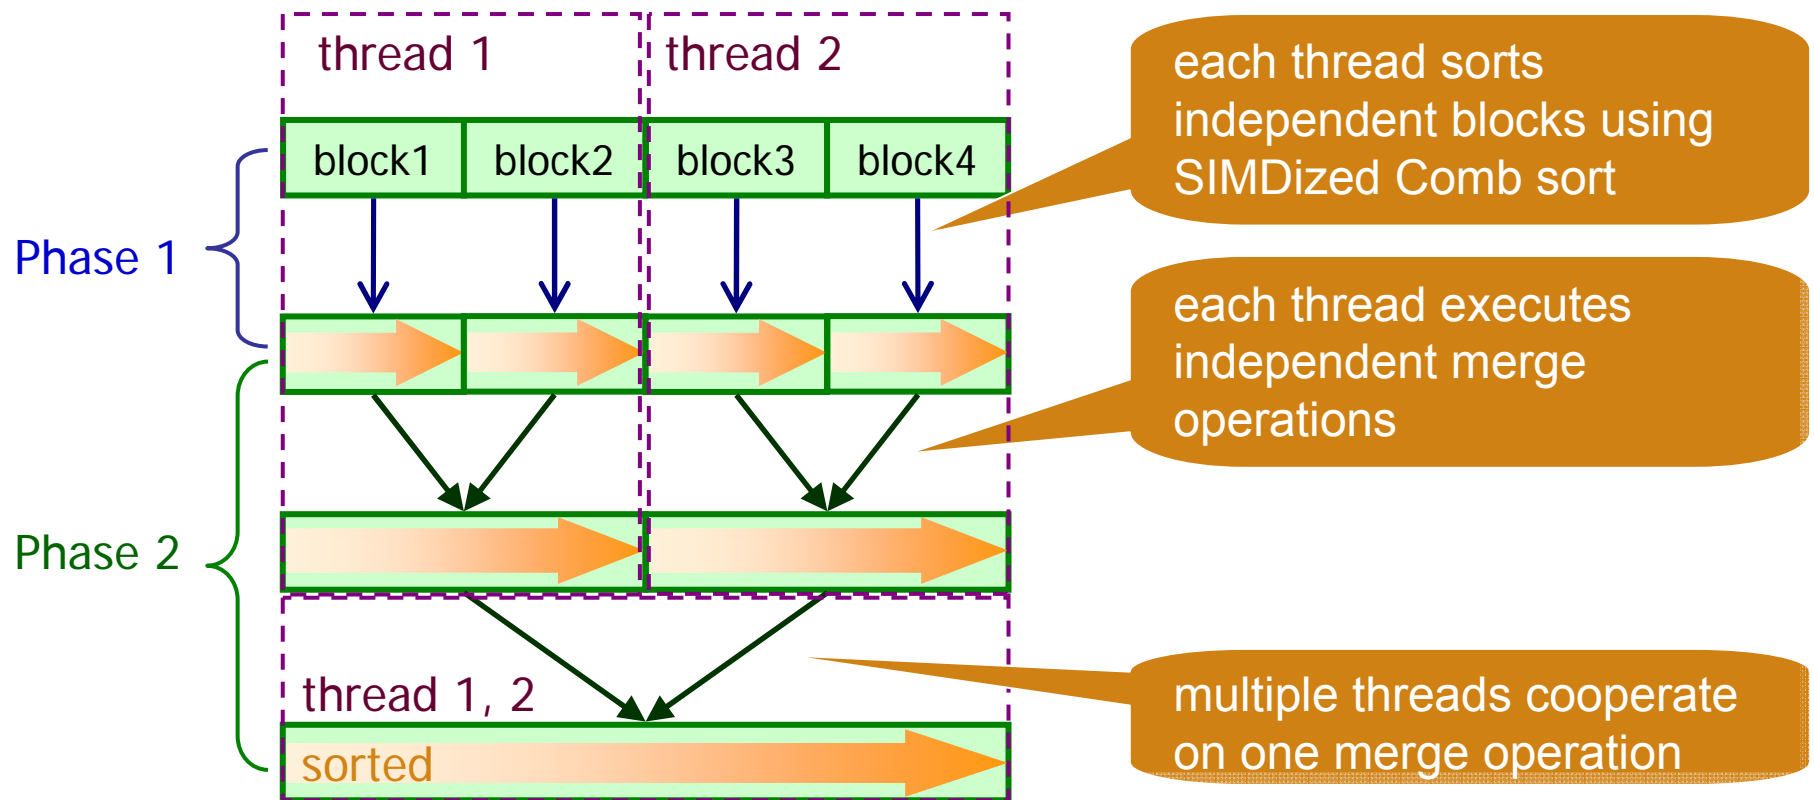 thread 1
thread 2
each thread sorts
independent blocks using
SIMDized Comb sort
block1
block2
block3
block4
Phase 1
each thread executes
independent merge
operations
Phase 2
thread 1, 2
multiple threads cooperate
on one merge operation
sorted